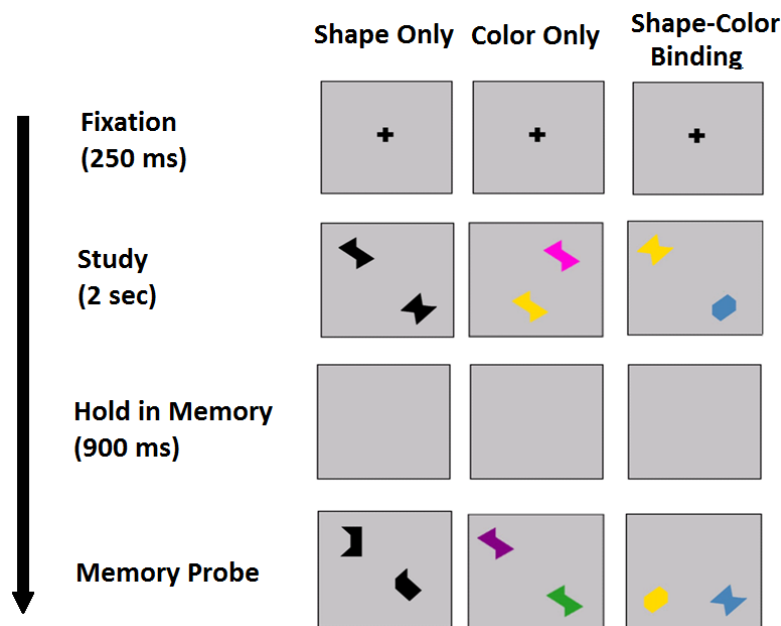 Shape Only
Color Only
Shape-Color
Binding
Fixation
(250 ms)
Study
(2 sec)
Hold in Memory
(900 ms)
Memory Probe